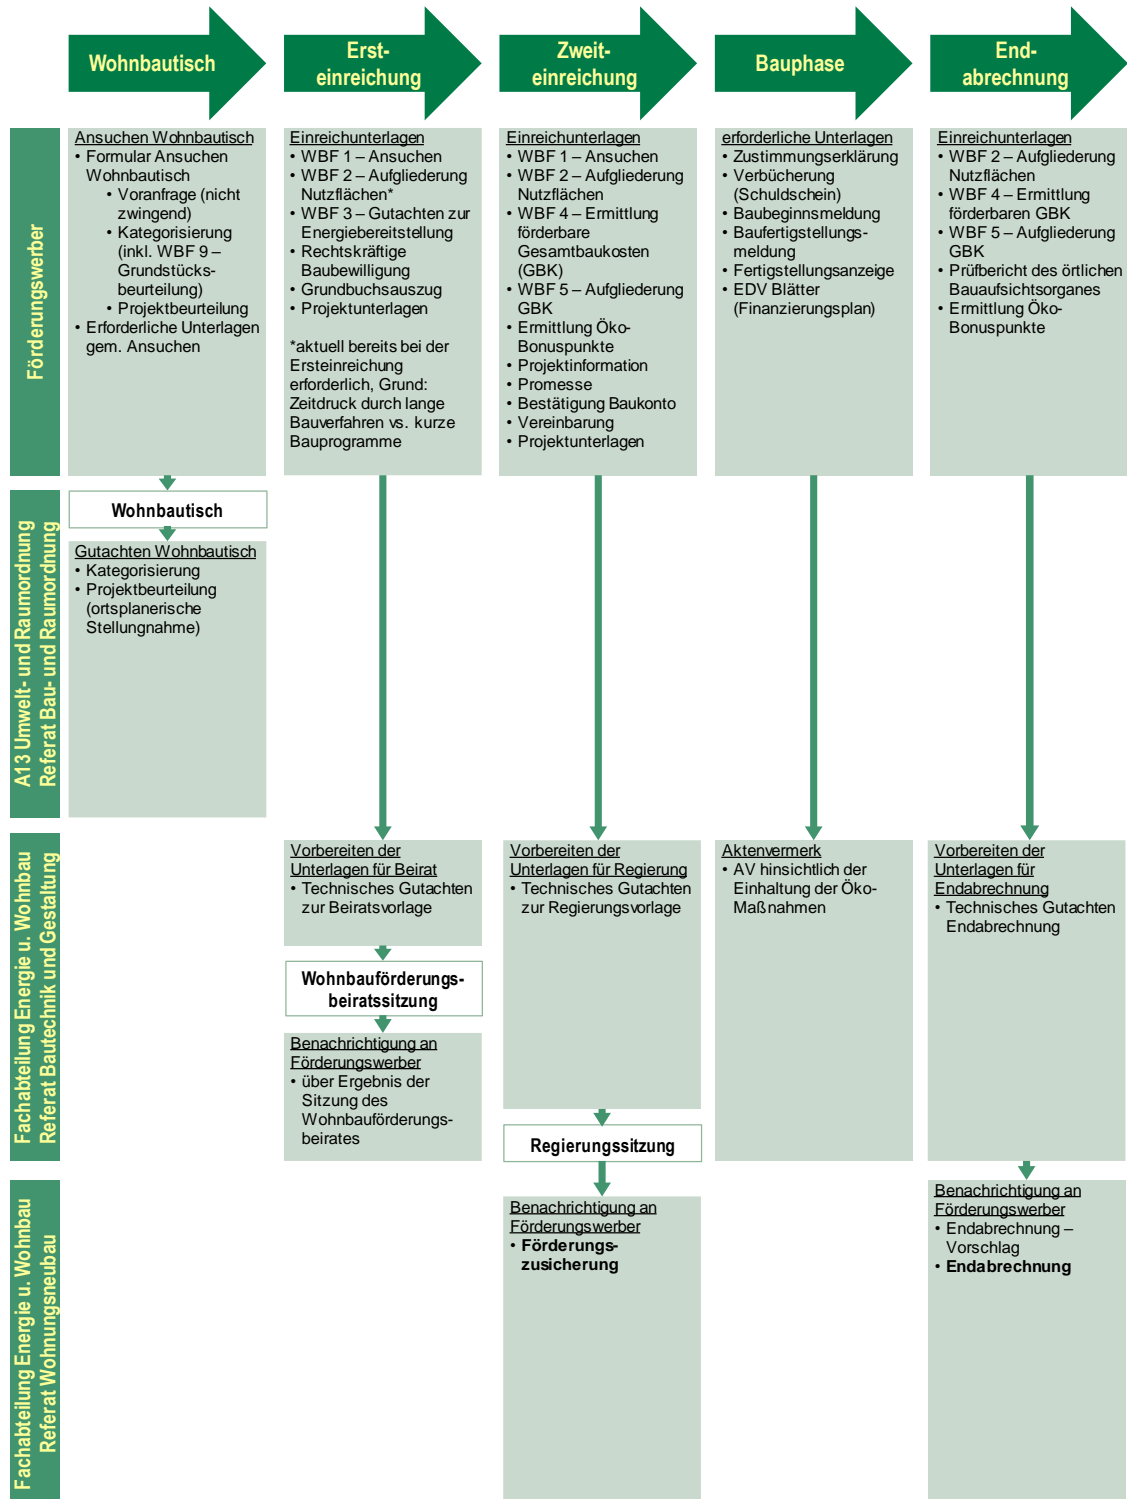 Wohnbautisch
Erst-
einreichung
Zweit-
einreichung
Bauphase
End-
abrechnung
Förderungswerber
Ansuchen Wohnbautisch
• Formular Ansuchen
Wohnbautisch
• Voranfrage (nicht
zwingend)
• Kategorisierung
(inkl. WBF 9 –
Grundstücks-
beurteilung)
• Projektbeurteilung
• Erforderliche Unterlagen
gem. Ansuchen
Einreichunterlagen
• WBF 1 – Ansuchen
• WBF 2 – Aufgliederung
Nutzflächen*
• WBF 3 – Gutachten zur
Energiebereitstellung
• Rechtskräftige
Baubewilligung
• Grundbuchsauszug
• Projektunterlagen
*aktuell bereits bei der
Ersteinreichung
erforderlich, Grund:
Zeitdruck durch lange
Bauverfahren vs. kurze
Bauprogramme
Einreichunterlagen
• WBF 1 – Ansuchen
• WBF 2 – Aufgliederung
Nutzflächen
• WBF 4 – Ermittlung
förderbare
Gesamtbaukosten
(GBK)
• WBF 5 – Aufgliederung
GBK
• Ermittlung Öko-
Bonuspunkte
• Projektinformation
• Promesse
• Bestätigung Baukonto
• Vereinbarung
• Projektunterlagen
erforderliche Unterlagen
• Zustimmungserklärung
• Verbücherung
(Schuldschein)
• Baubeginnsmeldung
• Baufertigstellungs-
meldung
• Fertigstellungsanzeige
• EDV Blätter
(Finanzierungsplan)
Einreichunterlagen
• WBF 2 – Aufgliederung
Nutzflächen
• WBF 4 – Ermittlung
förderbaren GBK
• WBF 5 – Aufgliederung
GBK
• Prüfbericht des örtlichen
Bauaufsichtsorganes
• Ermittlung Öko-
Bonuspunkte
A13 Umwelt- und Raumordnung
Referat Bau- und Raumordnung
Wohnbautisch
Gutachten Wohnbautisch
• Kategorisierung
• Projektbeurteilung
(ortsplanerische
Stellungnahme)
Fachabteilung Energie u. Wohnbau
Referat Bautechnik und Gestaltung
Vorbereiten der
Unterlagen für Beirat
• Technisches Gutachten
zur Beiratsvorlage
Wohnbauförderungs-
beiratssitzung
Benachrichtigung an
Förderungswerber
• über Ergebnis der
Sitzung des
Wohnbauförderungs-
beirates
Vorbereiten der
Unterlagen für Regierung
• Technisches Gutachten
zur Regierungsvorlage
Regierungssitzung
Aktenvermerk
• AV hinsichtlich der
Einhaltung der Öko-
Maßnahmen
Vorbereiten der
Unterlagen für
Endabrechnung
• Technisches Gutachten
Endabrechnung
Fachabteilung Energie u. Wohnbau
Referat Wohnungsneubau
Benachrichtigung an
Förderungswerber
• Förderungs-
zusicherung
Benachrichtigung an
Förderungswerber
• Endabrechnung –
Vorschlag
• Endabrechnung